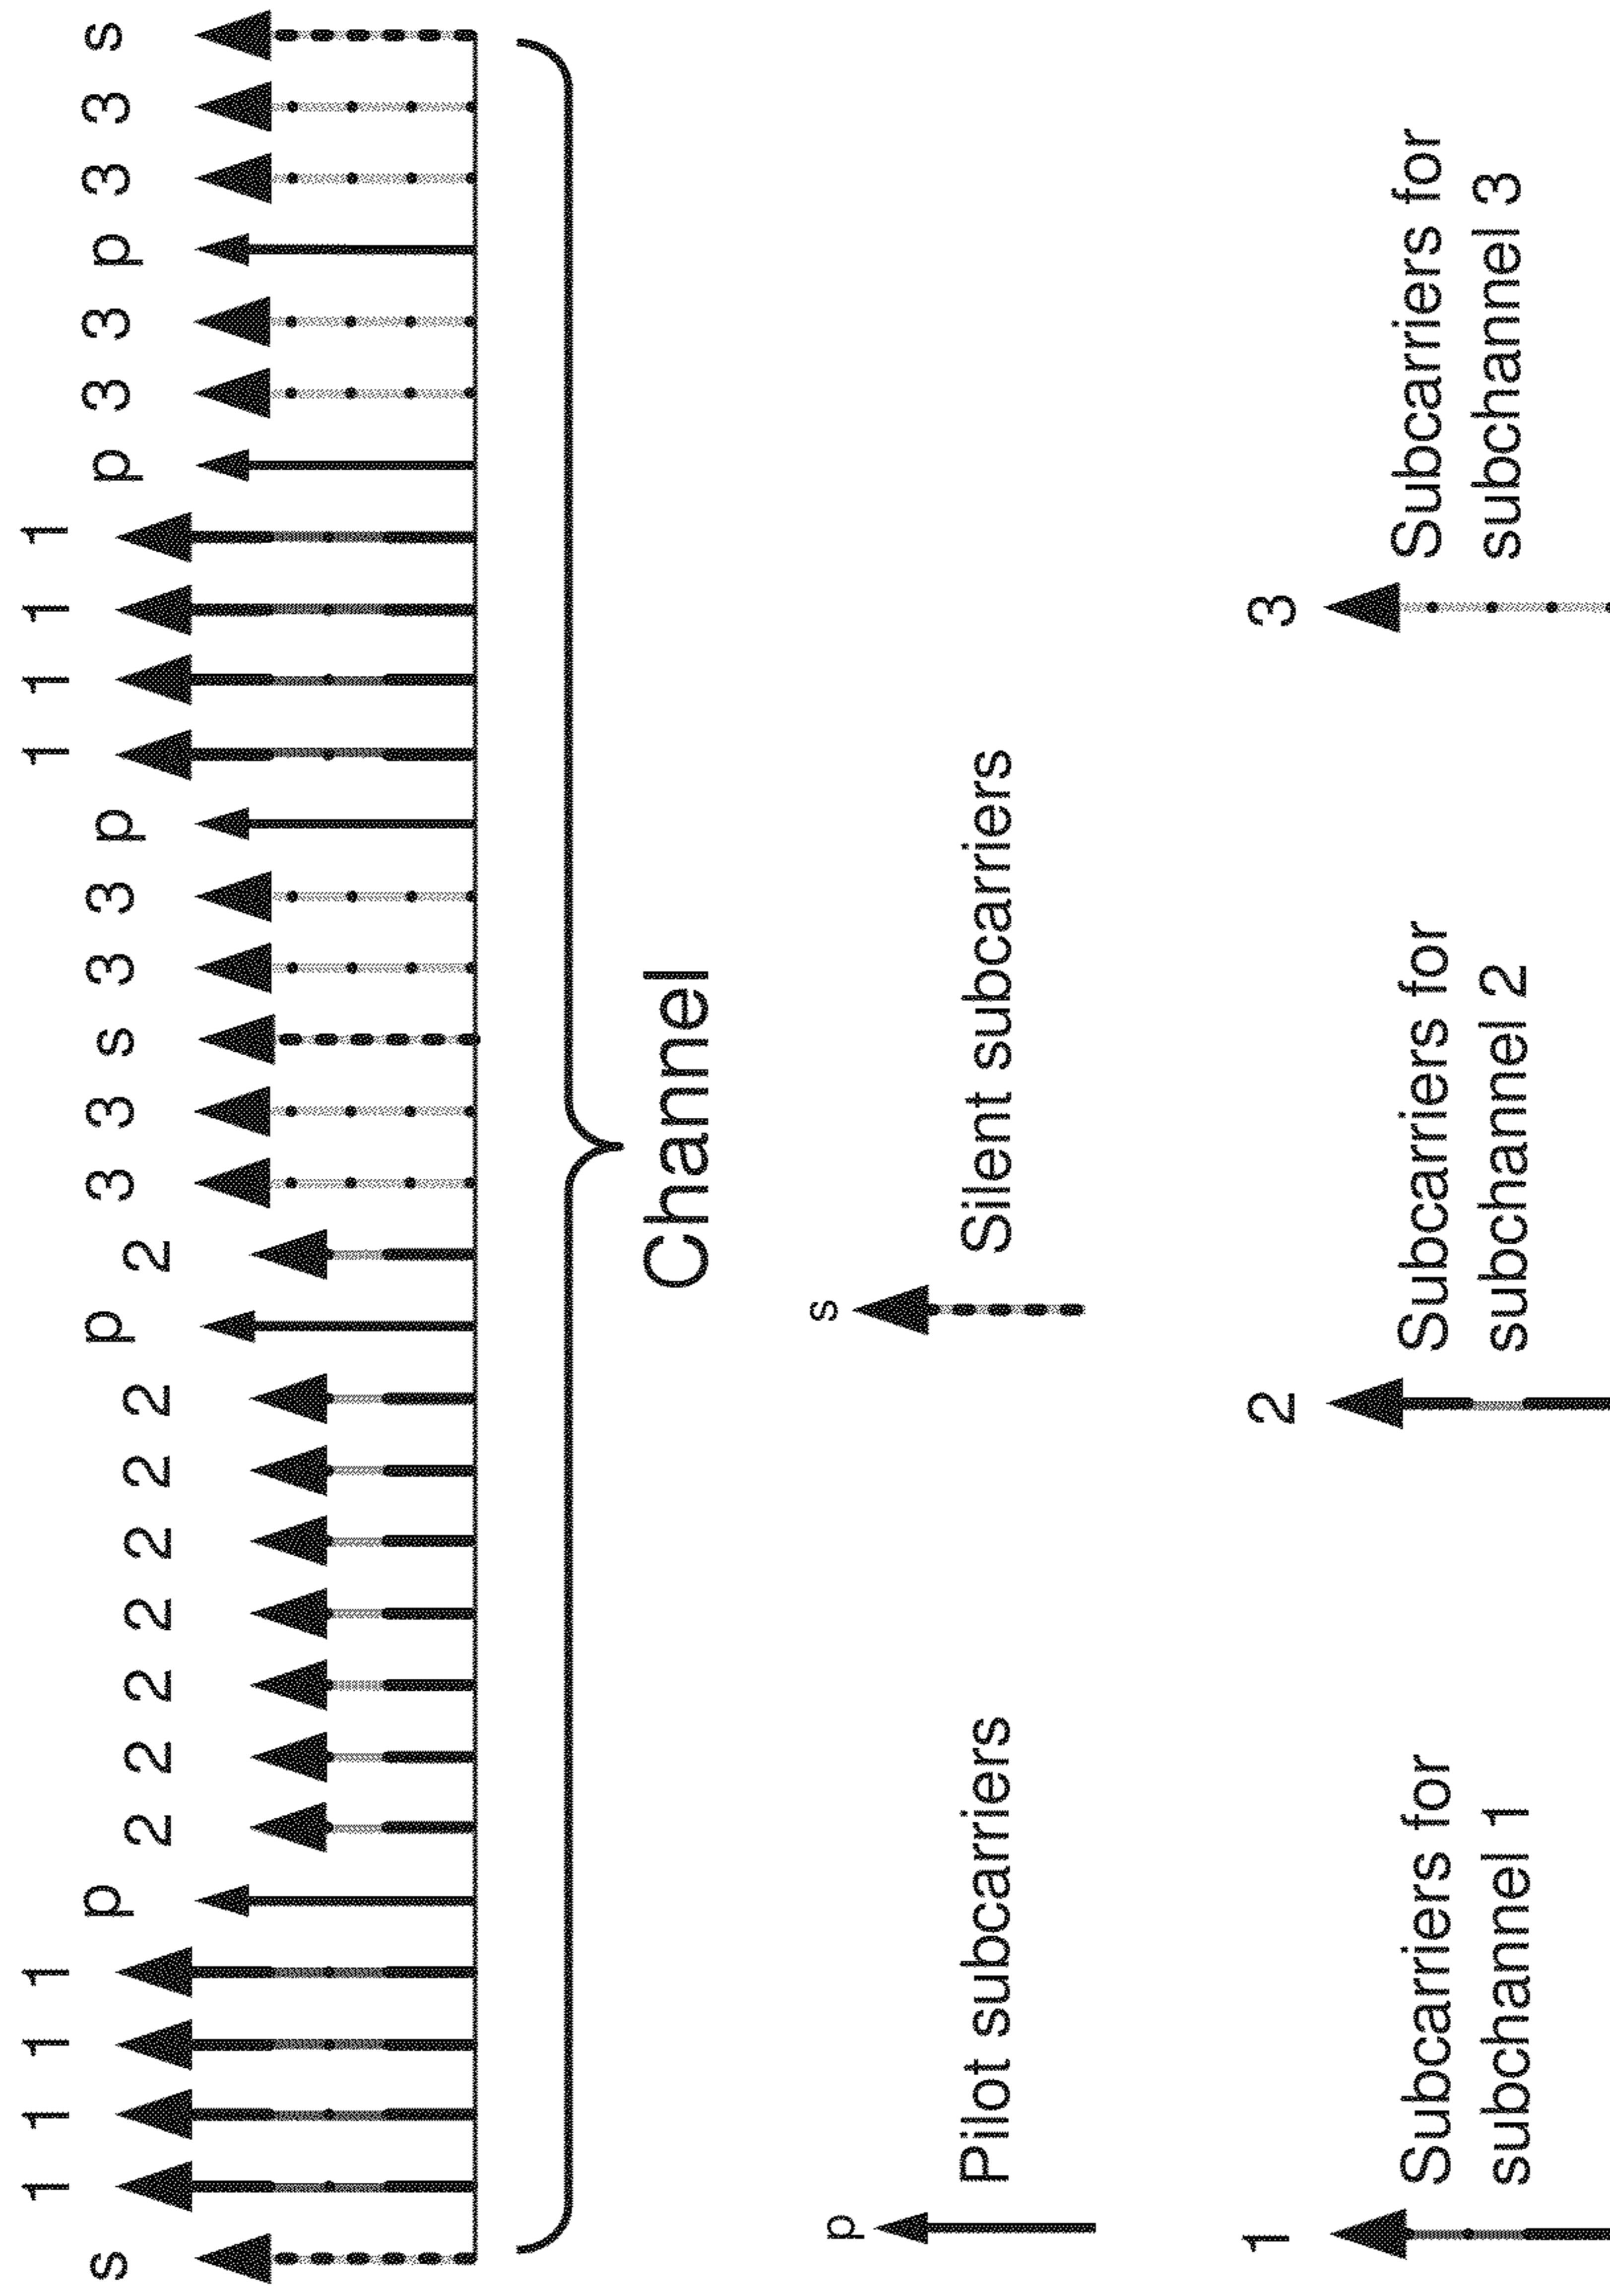 s 1 1 1 1 p 2 2 2 2 2 2 2 p 2 3 3 s 3 3 p 1 1 1 1 p 3 3 p 3 3 s
Channel
p Pilot subcarriers
s Silent subcarriers
1 Subcarriers for
subchannel 1
2 Subcarriers for
subchannel 2
3 Subcarriers for
subchannel 3